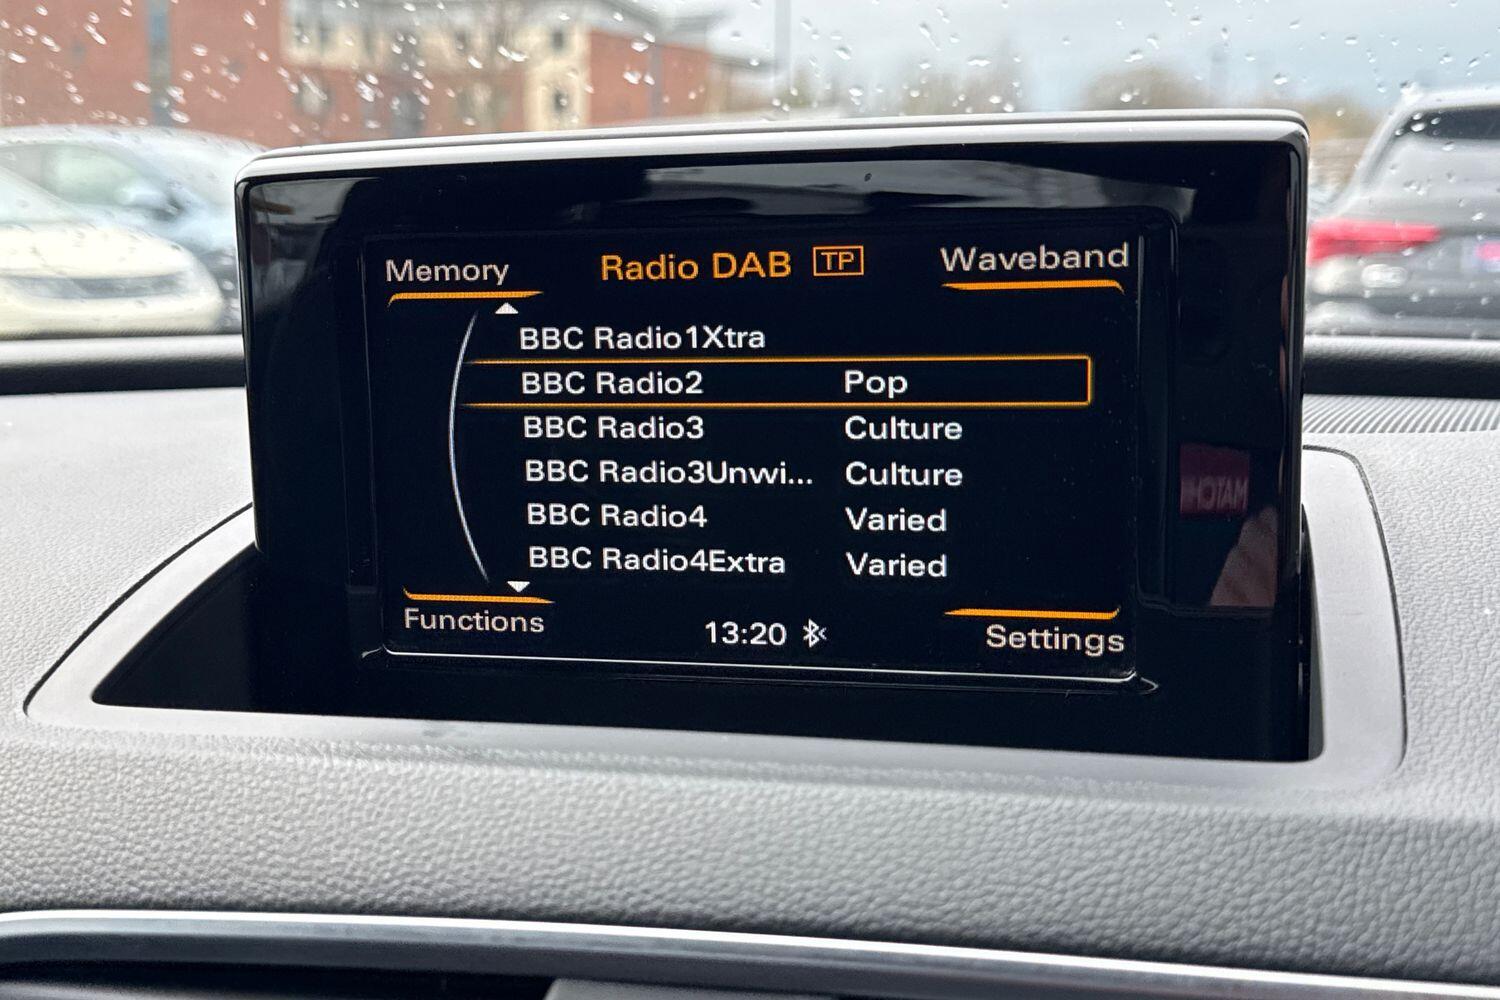 Memory Radio DAB TP Waveband
BBC Radio1Xtra
BBC Radio2 Pop
BBC Radio3 Culture
BBC Radio3Unwi... Culture
BBC Radio4 Varied
BBC Radio4Extra Varied
Functions 13:20 Settings